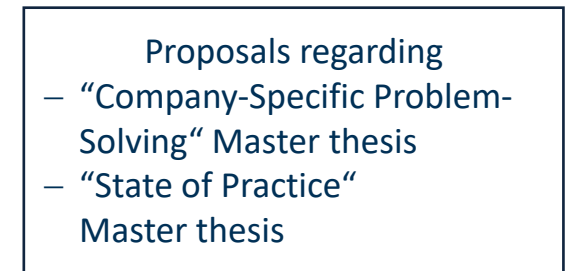 Proposals regarding
– “Company-Specific Problem-
Solving“ Master thesis
– “State of Practice“
Master thesis